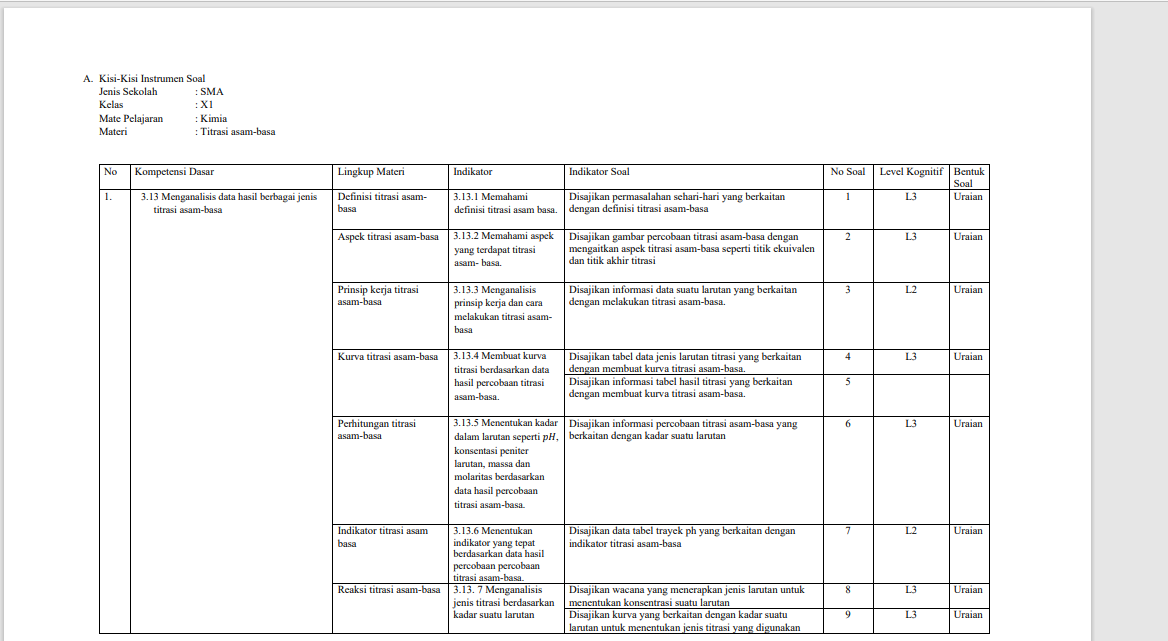 A. Kisi-Kisi Instrumen Soal
Jenis Sekolah : SMA
Kelas : X1
Mate Pelajaran : Kimia
Materi : Titrasi asam-basa
No Kompetensi Dasar Lingkup Materi Indikator Indikator Soal No Soal Level Kognitif Bentuk
Soal
1. 3.13 Menganalisis data hasil berbagai jenis
titrasi asam-basa
Definisi titrasi asam-
basa
3.13.1 Memahami
definisi titrasi asam basa.
Disajikan permasalahan sehari-hari yang berkaitan
dengan definisi titrasi asam-basa
1 L3 Uraian
Aspek titrasi asam-basa
3.13.2 Memahami aspek
yang terdapat titrasi
asam- basa.
Disajikan gambar percobaan titrasi asam-basa dengan
mengaitkan aspek titrasi asam-basa seperti titik ekuivalen
dan titik akhir titrasi
2 L3 Uraian
Prinsip kerja titrasi
asam-basa
3.13.3 Menganalisis
prinsip kerja dan cara
melakukan titrasi asam-
basa
Disajikan informasi data suatu larutan yang berkaitan
dengan melakukan titrasi asam-basa.
3 L2 Uraian
Kurva titrasi asam-basa
3.13.4 Membuat kurva
titrasi berdasarkan data
hasil percobaan titrasi
asam-basa.
Disajikan tabel data jenis larutan titrasi yang berkaitan
dengan membuat kurva titrasi asam-basa.
4 L3 Uraian
Disajikan informasi tabel hasil titrasi yang berkaitan
dengan membuat kurva titrasi asam-basa.
5
Perhitungan titrasi
asam-basa
3.13.5 Menentukan kadar
dalam larutan seperti pH,
konsentasi peniter
larutan, massa dan
molaritas berdasarkan
data hasil percobaan
titrasi asam-basa.
Disajikan informasi percobaan titrasi asam-basa yang
berkaitan dengan kadar suatu larutan
6 L3 Uraian
Indikator titrasi asam
basa
3.13.6 Menentukan
indikator yang tepat
berdasarkan data hasil
percobaan percobaan
titrasi asam-basa.
Disajikan data tabel trayek ph yang berkaitan dengan
indikator titrasi asam-basa
7 L2 Uraian
Reaksi titrasi asam-basa
3.13. 7 Menganalisis
jenis titrasi berdasarkan
kadar suatu larutan
Disajikan wacana yang menerapkan jenis larutan untuk
menentukan konsentrasi suatu larutan
8 L3 Uraian
Disajikan kurva yang berkaitan dengan kadar suatu
larutan untuk menentukan jenis titrasi yang digunakan
9 L3 Uraian